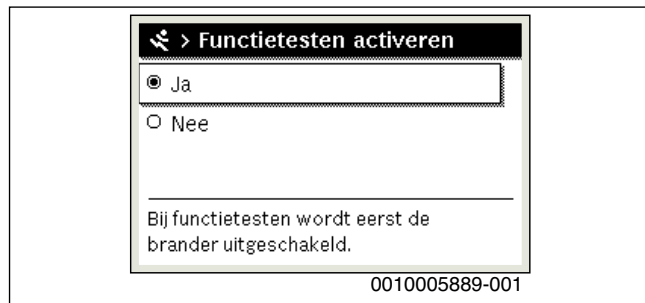 > Functietesten activeren
Ja
Nee
Bij functietesten wordt eerst de
brander uitgeschakeld.
0010005889-001